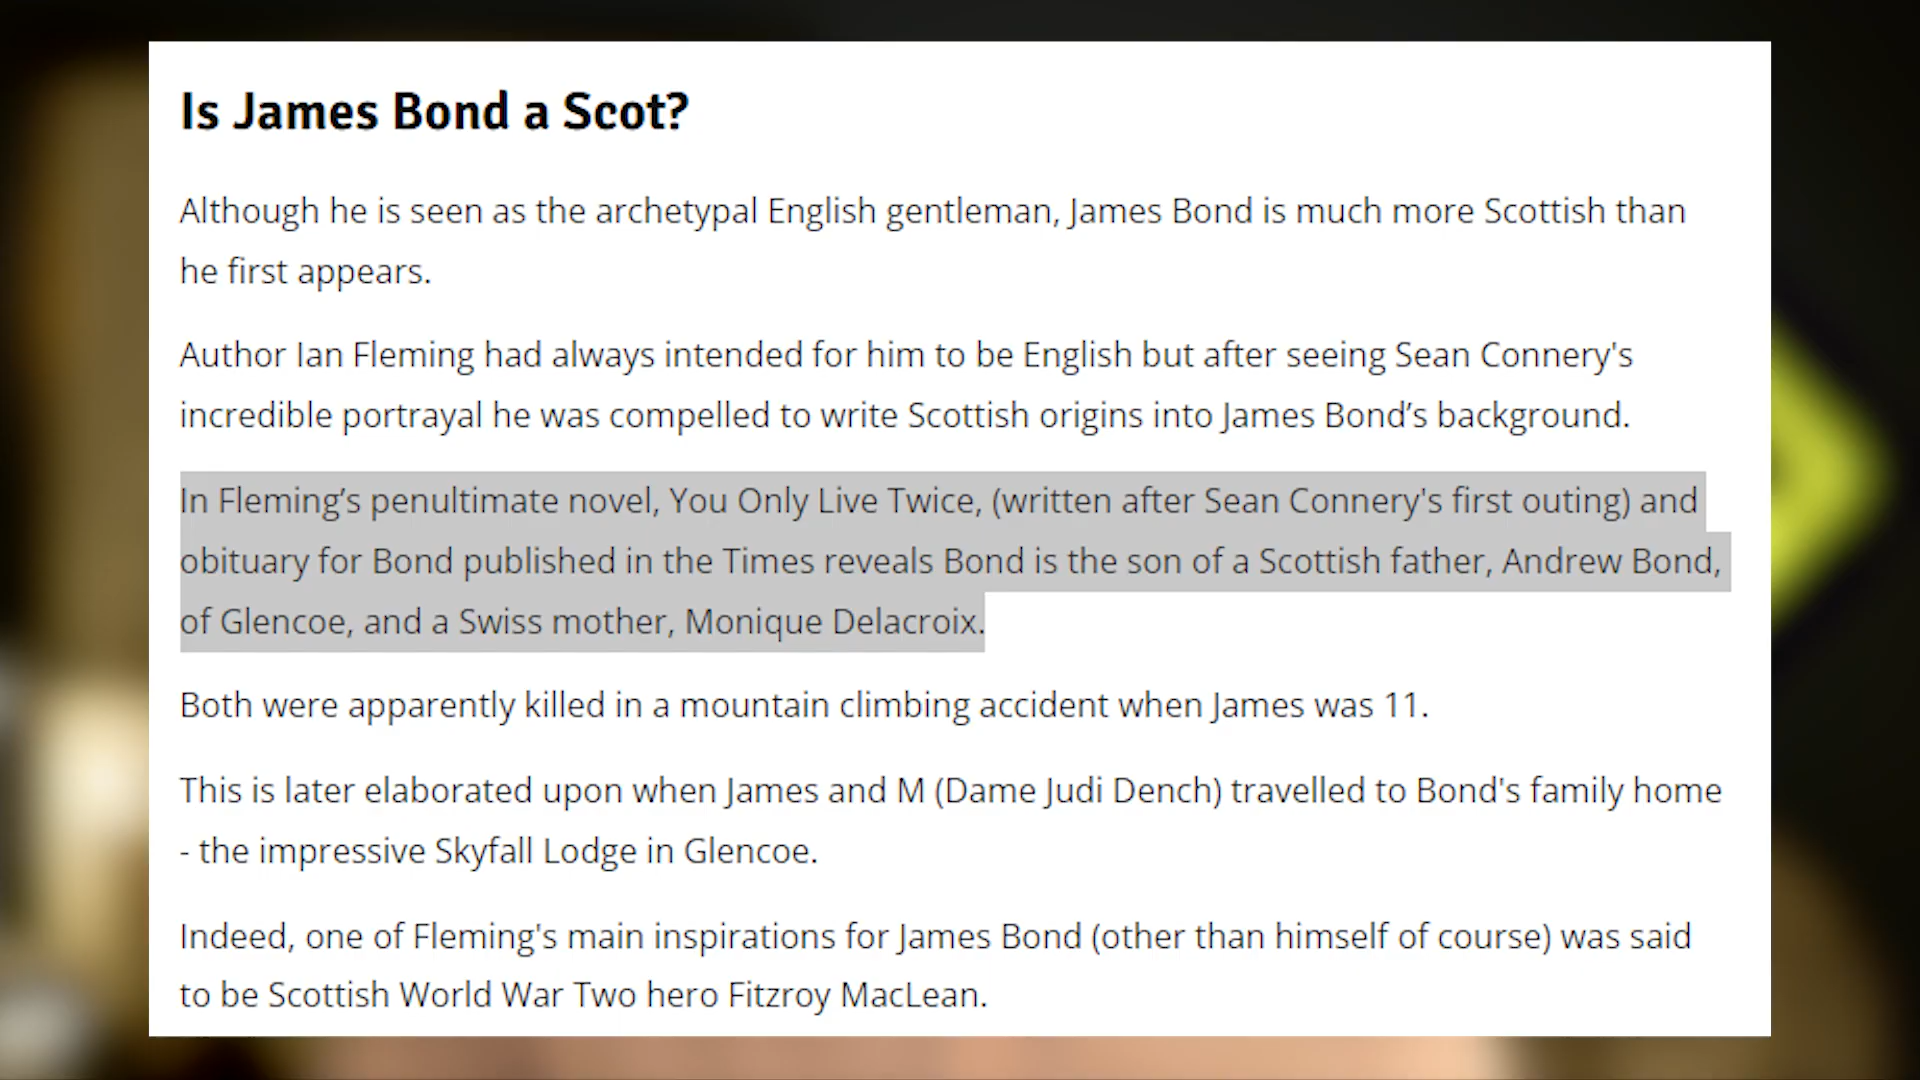 Is James Bond a Scot?
Although he is seen as the archetypal English gentleman, James Bond is much more Scottish than
he first appears.
Author Ian Fleming had always intended for him to be English but after seeing Sean Connery's
incredible portrayal he was compelled to write Scottish origins into James Bond’s background.
In Fleming’s penultimate novel, You Only Live Twice, (written after Sean Connery's first outing) and
obituary for Bond published in the Times reveals Bond is the son of a Scottish father, Andrew Bond,
of Glencoe, and a Swiss mother, Monique Delacroix.
Both were apparently killed in a mountain climbing accident when James was 11.
This is later elaborated upon when James and M (Dame Judi Dench) travelled to Bond's family home
- the impressive Skyfall Lodge in Glencoe.
Indeed, one of Fleming's main inspirations for James Bond (other than himself of course) was said
to be Scottish World War Two hero Fitzroy MacLean.